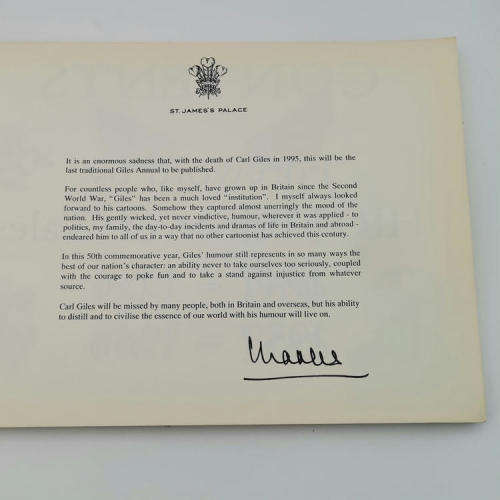 ST. JAMES'S PALACE
It is an enormous sadness that, with the death of Carl Giles in 1995, this will be the
last traditional Giles Annual to be published.
For countless people who, like myself, have grown up in Britain since the Second
World War, "Giles" has been a much loved "institution". I myself always looked
forward to his cartoons. Somehow they captured almost unerringly the mood of the
nation. His gently wicked, yet never vindictive, humour, wherever it was applied - to
politics, my family, the day-to-day incidents and dramas of life in Britain and abroad -
endeared him to all of us in a way that no other cartoonist has achieved this century.
In this 50th commemorative year, Giles' humour still represents in so many ways the
best of our nation's character: an ability never to take ourselves too seriously, coupled
with the courage to poke fun and to take a stand against injustice from whatever
source.
Carl Giles will be missed by many people, both in Britain and overseas, but his ability
to distill and to civilise the essence of our world with his humour will live on.
Charles